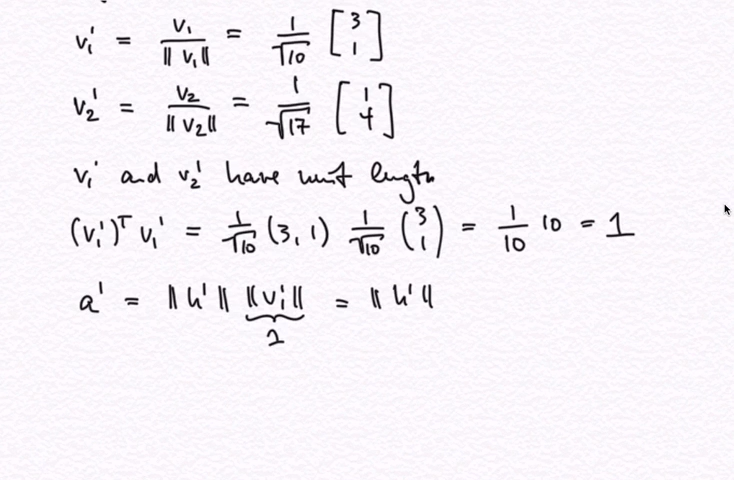 v₁' = v₁ / ‖v₁‖ = 1/√10 [3 1]
v₂' = v₂ / ‖v₂‖ = 1/√17 [1 4]
v₁' and v₂' have unit length
(v₁')ᵀ v₁' = 1/√10 (3, 1) 1/√10 (3 1) = 1/10 10 = 1
a' = ‖h'‖ ‖v₁'‖ = ‖h'‖
1